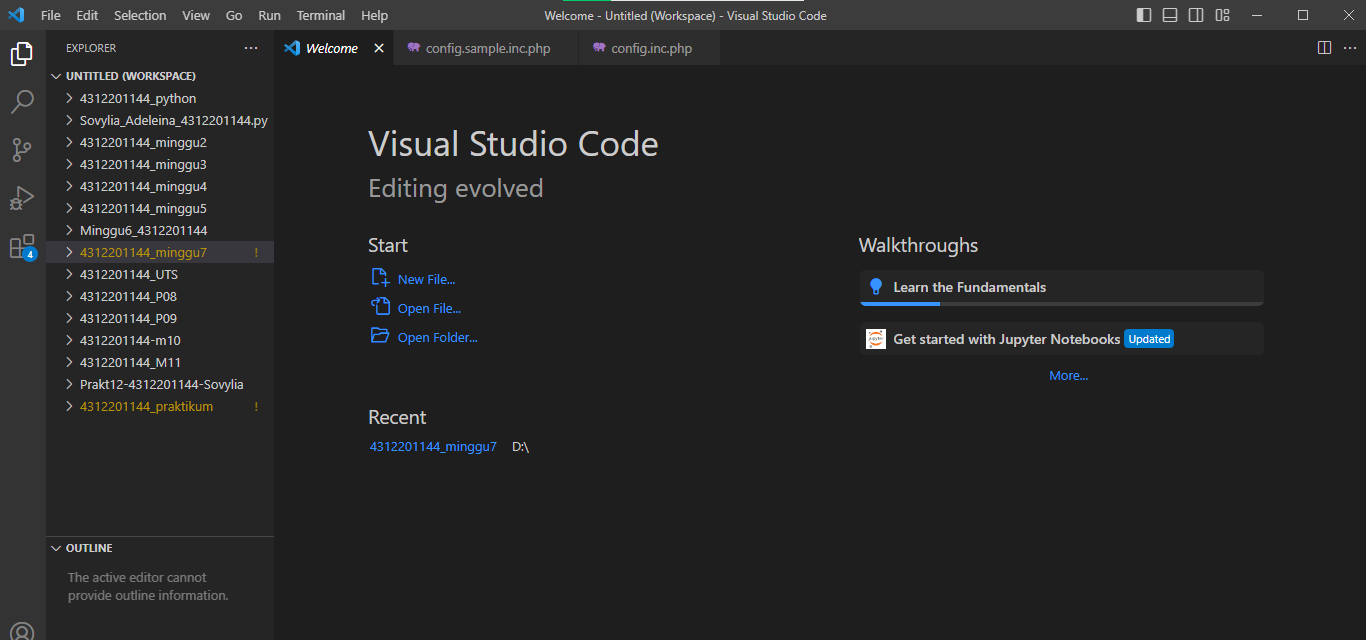 File Edit Selection View Go Run Terminal Help
Welcome - Untitled (Workspace) - Visual Studio Code
EXPLORER
Welcome
config.sample.inc.php
config.inc.php
UNTITLED (WORKSPACE)
4312201144_python
Sovylia_Adeleina_4312201144.py
4312201144_minggu2
4312201144_minggu3
4312201144_minggu4
4312201144_minggu5
Minggu6_4312201144
4312201144_minggu7 !
4312201144_UTS
4312201144_P08
4312201144_P09
4312201144-m10
4312201144_M11
Prakt12-4312201144-Sovylia
4312201144_praktikum !
4
OUTLINE
The active editor cannot
provide outline information.
Visual Studio Code
Editing evolved
Start
New File...
Open File...
Open Folder...
Recent
4312201144_minggu7 D:\
Walkthroughs
Learn the Fundamentals
jupyter
Get started with Jupyter Notebooks Updated
More...